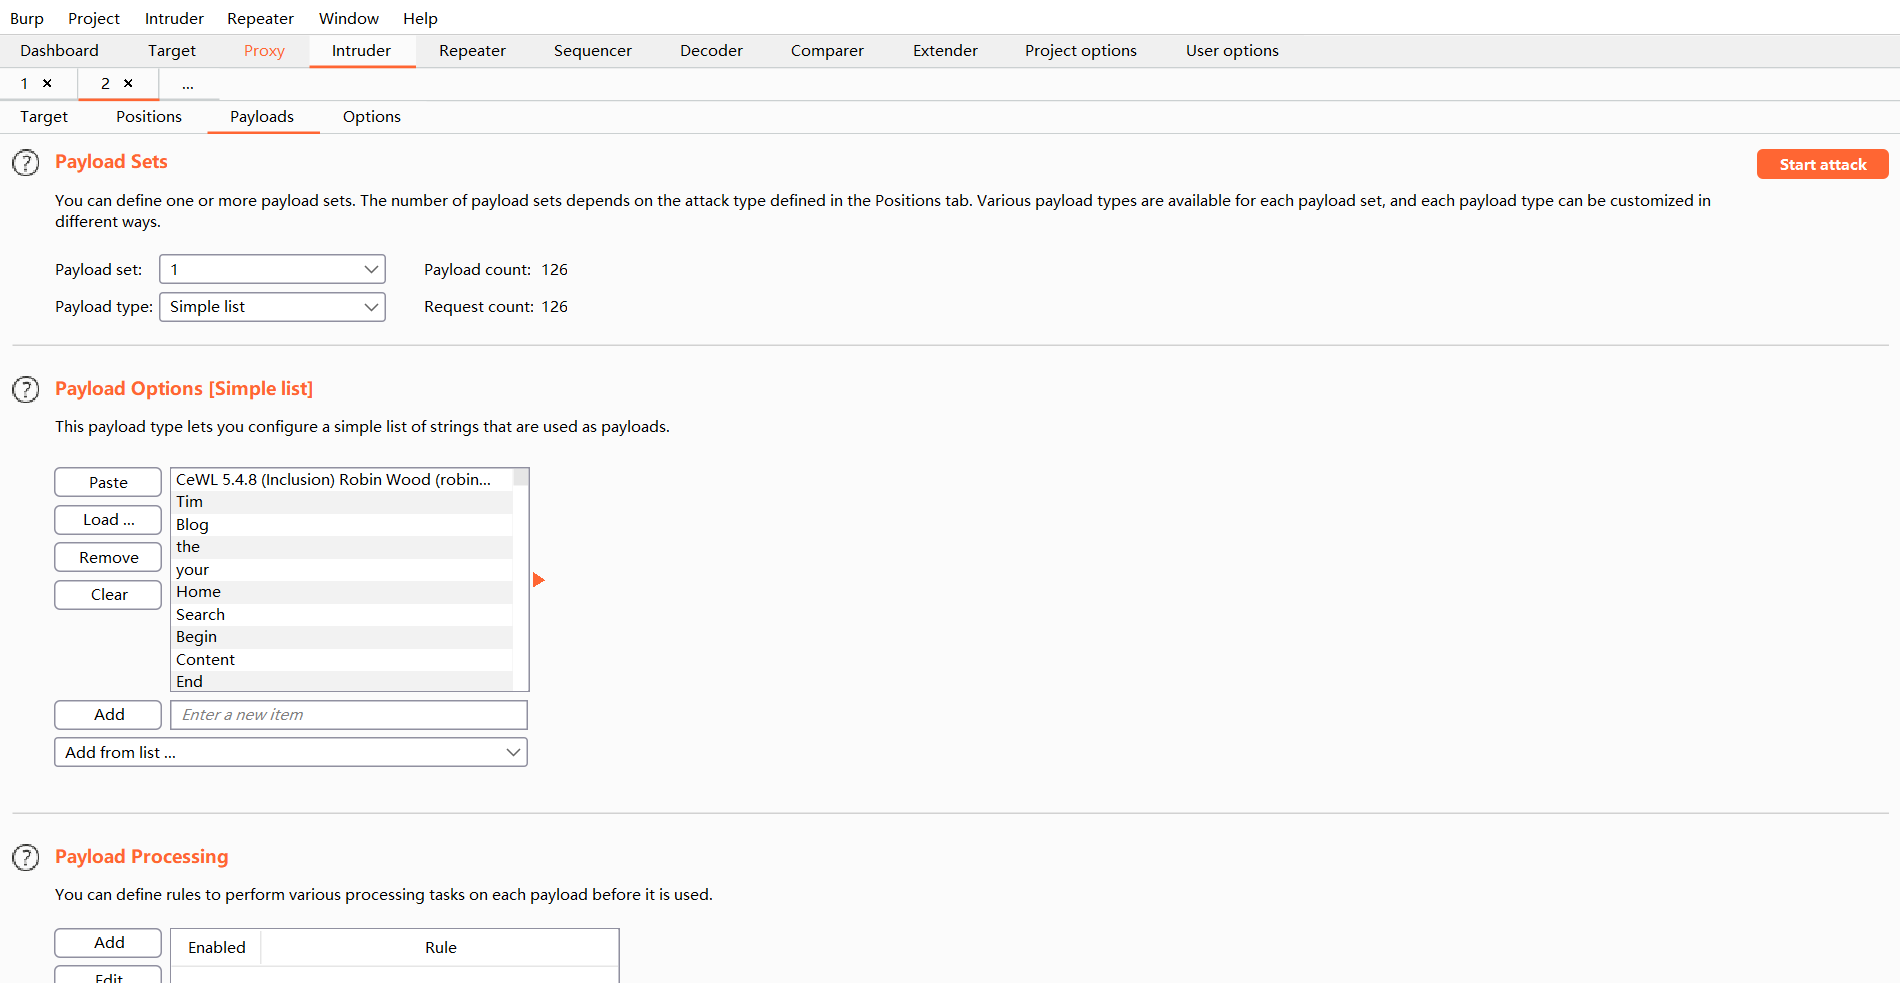 Burp Project Intruder Repeater Window Help
Dashboard Target Proxy Intruder Repeater Sequencer Decoder Comparer Extender Project options User options
1 × 2 × ...
Target Positions Payloads Options
? Payload Sets
Start attack
You can define one or more payload sets. The number of payload sets depends on the attack type defined in the Positions tab. Various payload types are available for each payload set, and each payload type can be customized in
different ways.
Payload set: 1 Payload count: 126
Payload type: Simple list Request count: 126
? Payload Options [Simple list]
This payload type lets you configure a simple list of strings that are used as payloads.
Paste
Load ...
Remove
Clear
CeWL 5.4.8 (Inclusion) Robin Wood (robin...
Tim
Blog
the
your
Home
Search
Begin
Content
End
Add Enter a new item
Add from list ...
? Payload Processing
You can define rules to perform various processing tasks on each payload before it is used.
Add Enabled Rule
Edit